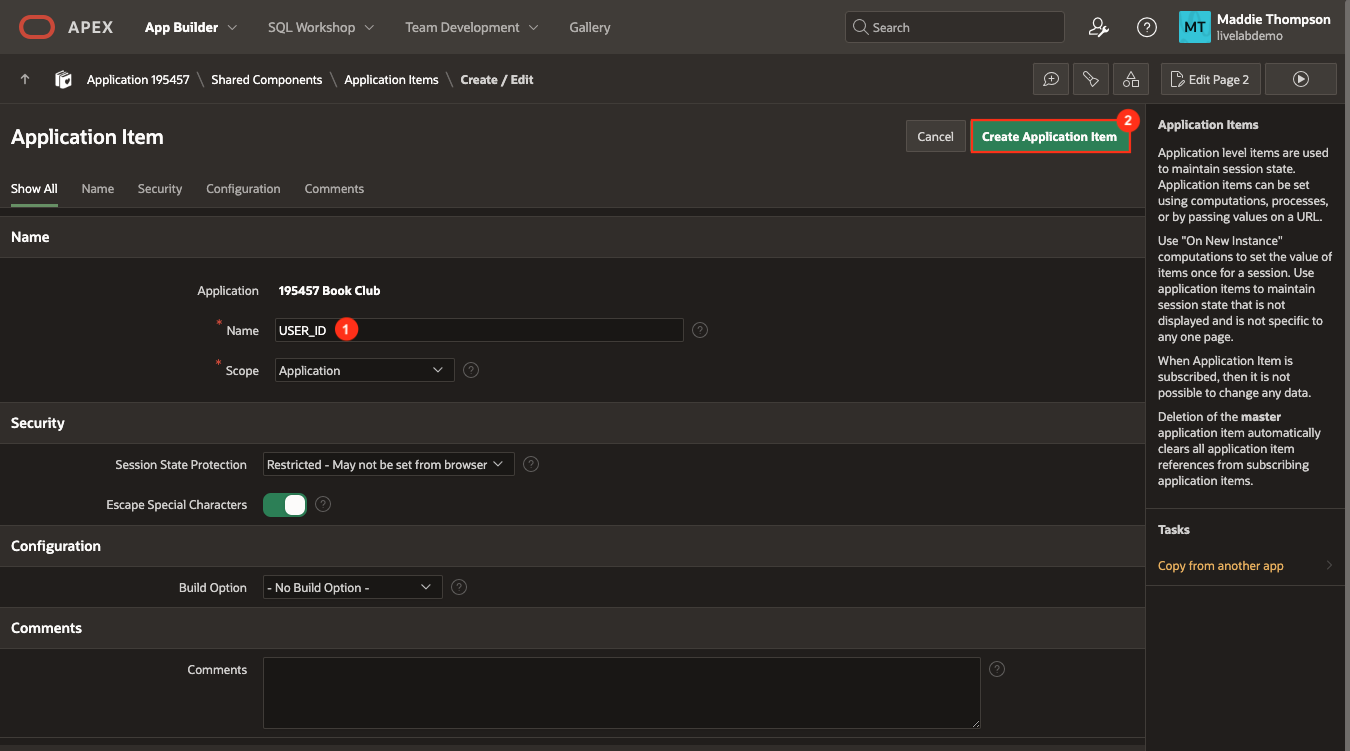 APEX App Builder SQL Workshop Team Development Gallery Search MT Maddie Thompson
livelabdemo
Application 195457 \ Shared Components \ Application Items \ Create / Edit Edit Page 2
Application Item
Cancel Create Application Item 2
Show All Name Security Configuration Comments
Name
Application 195457 Book Club
* Name USER_ID 1 ?
* Scope Application ?
Security
Session State Protection Restricted - May not be set from browser ?
Escape Special Characters ?
Configuration
Build Option - No Build Option - ?
Comments
Comments ?
Application Items
Application level items are used
to maintain session state.
Application items can be set
using computations, processes,
or by passing values on a URL.
Use "On New Instance"
computations to set the value of
items once for a session. Use
application items to maintain
session state that is not
displayed and is not specific to
any one page.
When Application Item is
subscribed, then it is not
possible to change any data.
Deletion of the master
application item automatically
clears all application item
references from subscribing
application items.
Tasks
Copy from another app